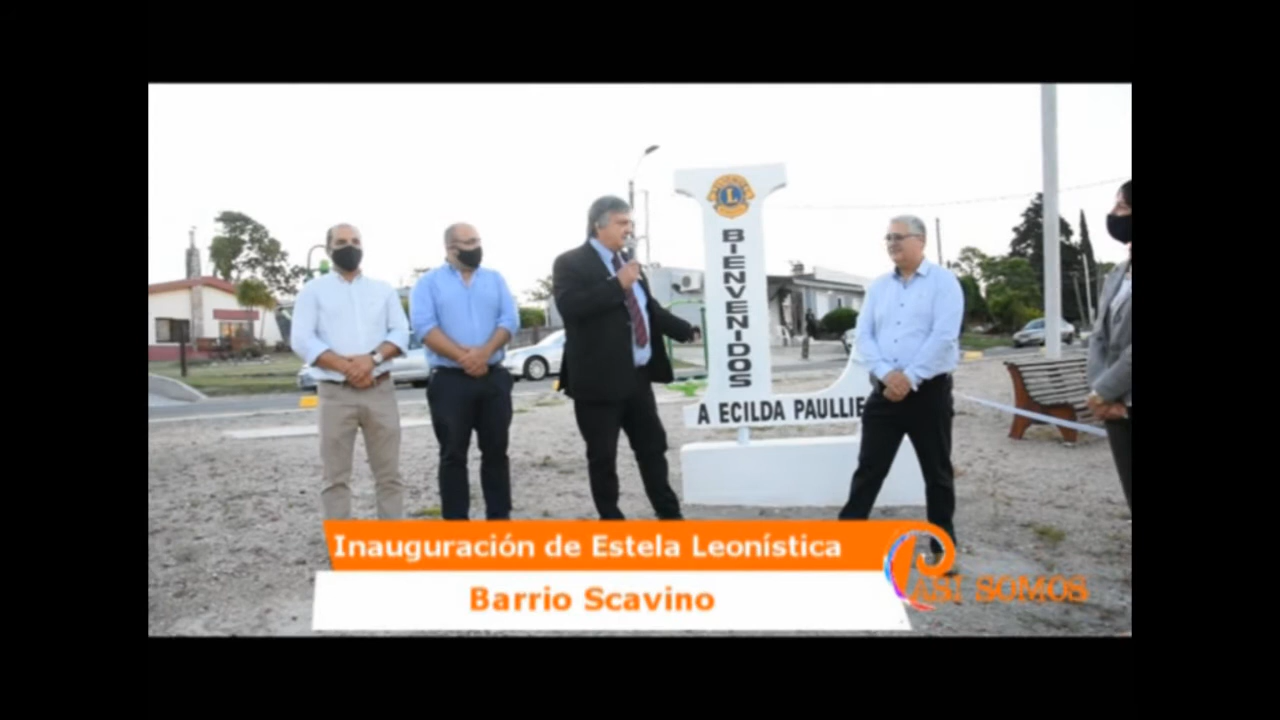 L
BIENVENIDOS
A ECILDA PAULLIE
Inauguración de Estela Leonística
Barrio Scavino
ASI SOMOS